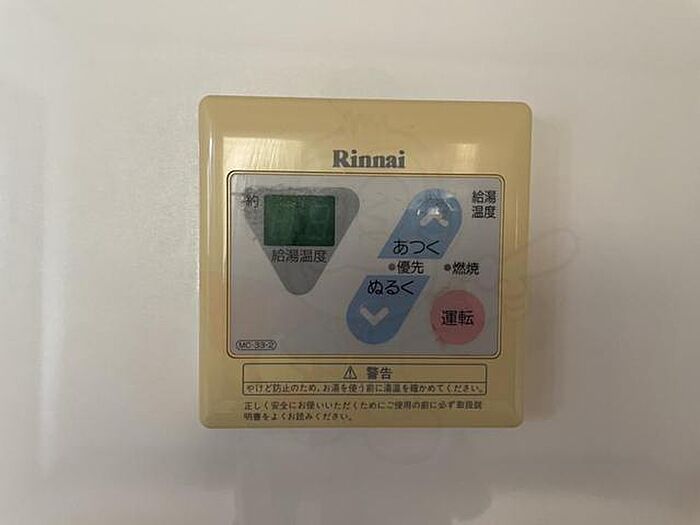 Rinnai
約
給湯温度
給湯
温度
あつく
優先
燃焼
ぬるく
運転
MC-33-2
⚠ 警告
やけど防止のため、お湯を使う前に湯温を確かめてください。
正しく安全にお使いいただくためにご使用の前に必ず取扱説
明書をよくお読みください。